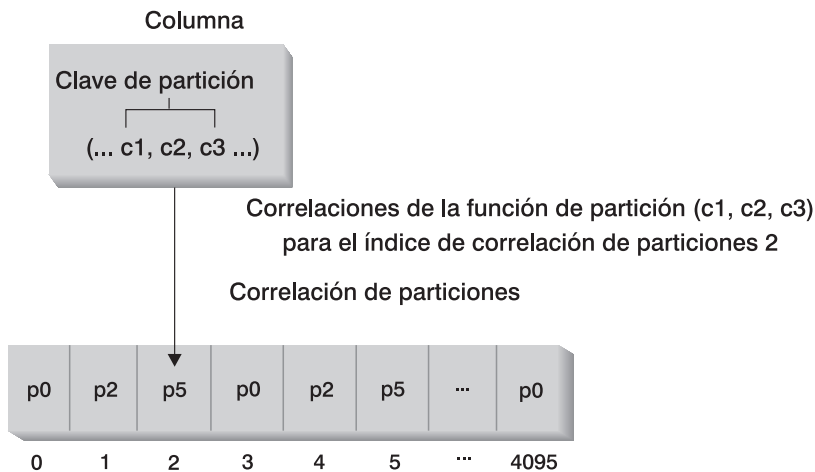 Columna
Clave de partición
(... c1, c2, c3 ...)
Correlaciones de la función de partición (c1, c2, c3)
para el índice de correlación de particiones 2
Correlación de particiones
p0 p2 p5 p0 p2 p5 ... p0
0 1 2 3 4 5 ... 4095